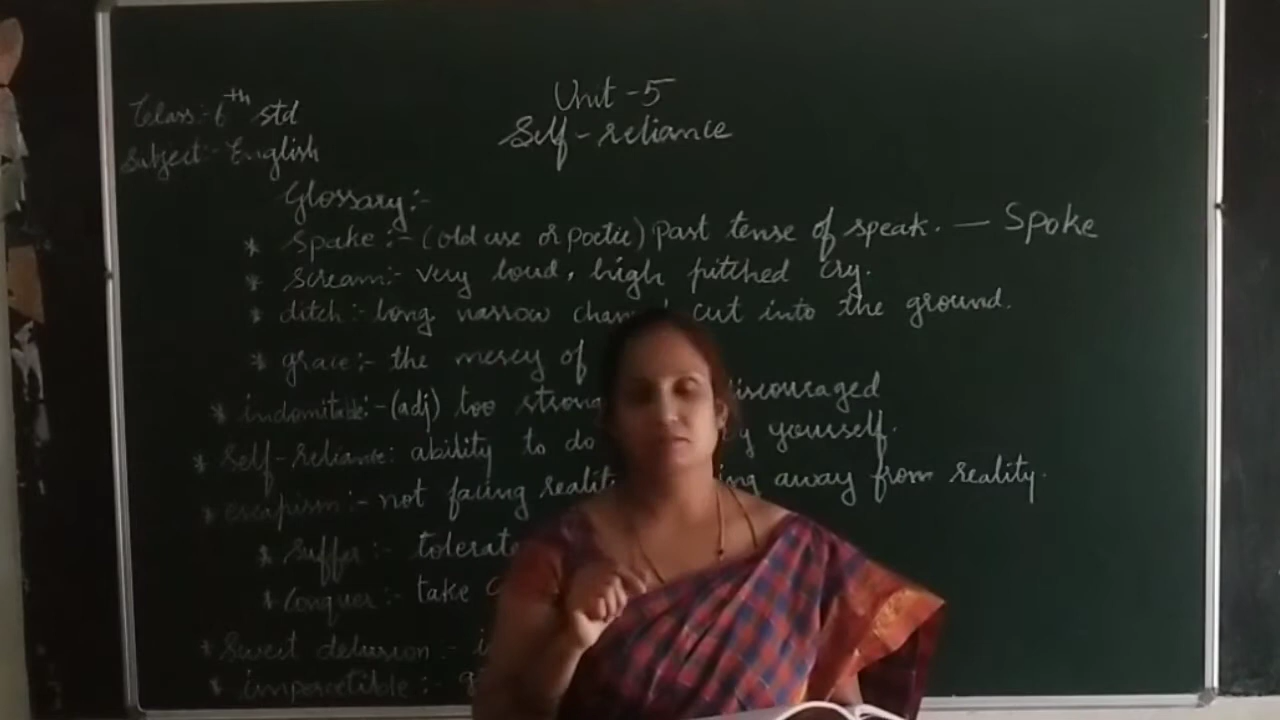 Class:- 6th std
Subject:- English
Unit - 5
Self - reliance
Glossary:-
* spake :- (old use or poetic) past tense of speak. — Spoke
* scream:- very loud, high pitched cry.
* ditch :- long narrow cut into the ground.
* grace :- the mercy of
* indomitable:- (adj) too strong discouraged
* self-reliance: ability to do yourself.
* escapism:- not facing away from reality.
* suffer :- tolerate
* Conquer :- take
* Sweet delusion :-
* imperceptible :-